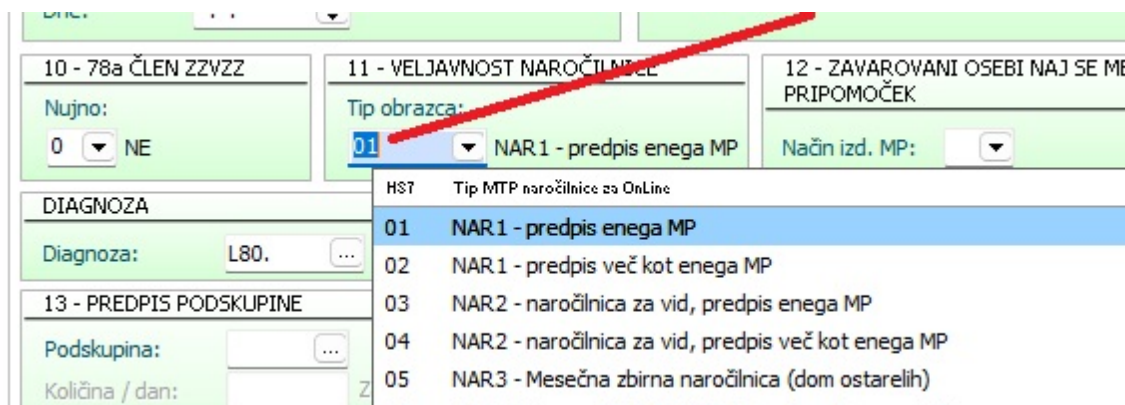 10 - 78a ČLEN ZZVZZ
11 - VELJAVNOST NAROČILNICE
12 - ZAVAROVANI OSEBI NAJ SE
PRIPOMOČEK
Nujno:
0 NE
Tip obrazca:
01 NAR1 - predpis enega MP
Način izd. MP:
HS7 Tip MTP naročilnice za OnLine
01 NAR1 - predpis enega MP
02 NAR1 - predpis več kot enega MP
03 NAR2 - naročilnica za vid, predpis enega MP
04 NAR2 - naročilnica za vid, predpis več kot enega MP
05 NAR3 - Mesečna zbirna naročilnica (dom ostarelih)
DIAGNOZA
Diagnoza: L80. ...
13 - PREDPIS PODSKUPINE
Podskupina: ...
Količina / dan: